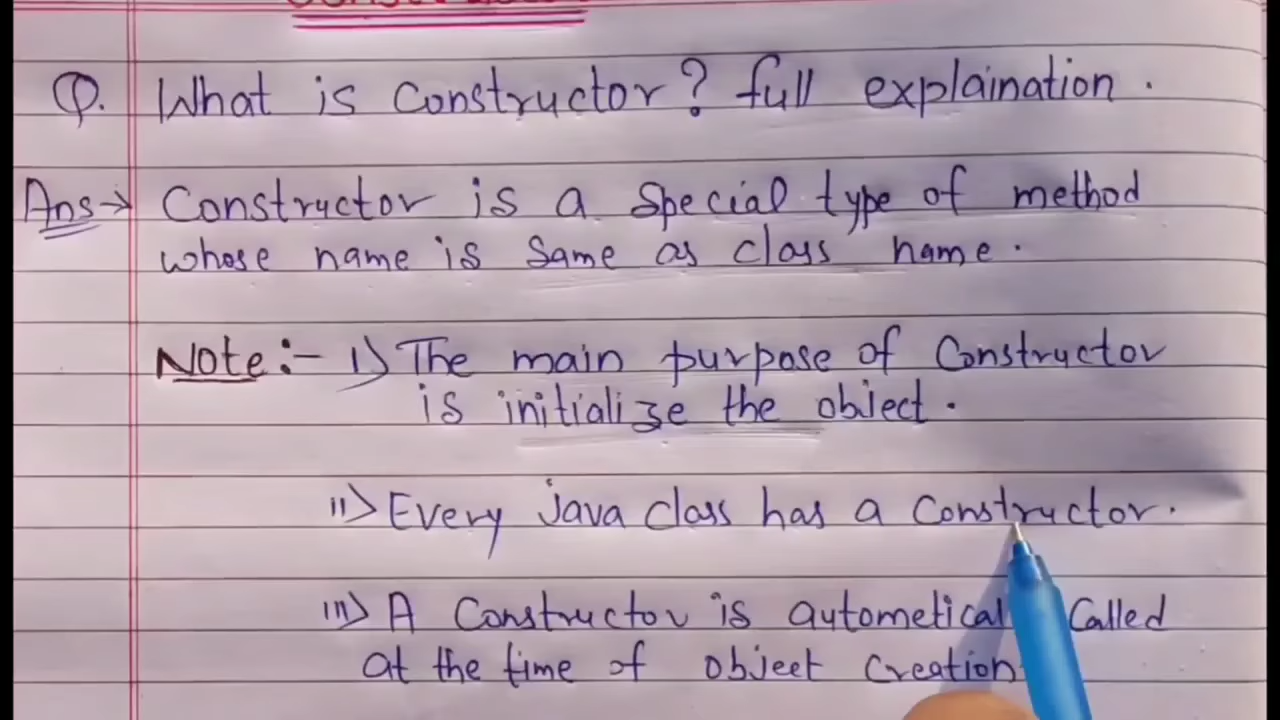 Q. What is constructor? full explaination.
Ans→ Constructor is a special type of method
whose name is same as class name.
Note:- i) The main purpose of Constructor
is initialize the object.
ii) Every java class has a constructor.
iii) A Constructor is autometical Called
at the time of object creation